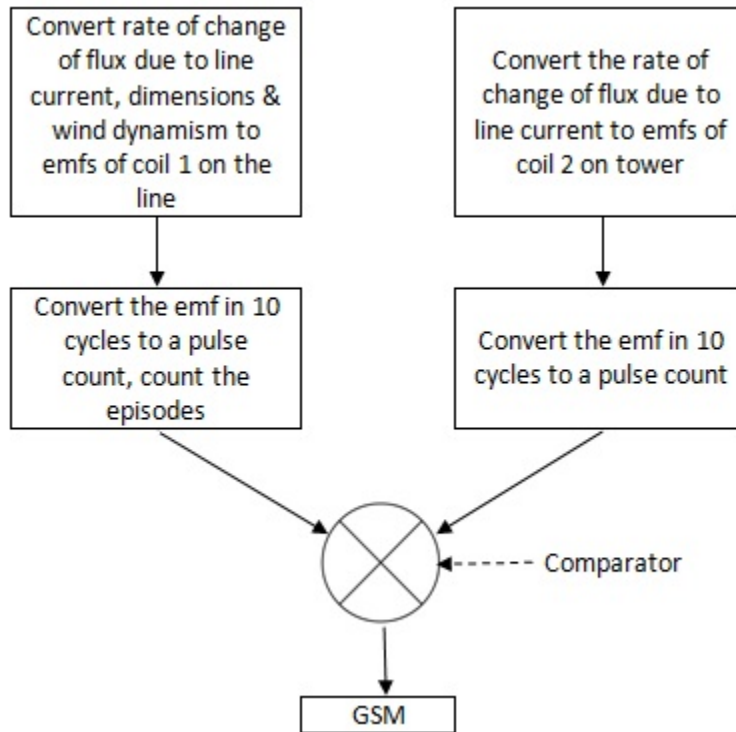 Convert rate of change
of flux due to line
current, dimensions &
wind dynamism to
emfs of coil 1 on the
line
Convert the rate of
change of flux due to
line current to emfs of
coil 2 on tower
Convert the emf in 10
cycles to a pulse
count, count the
episodes
Convert the emf in 10
cycles to a pulse count
Comparator
GSM